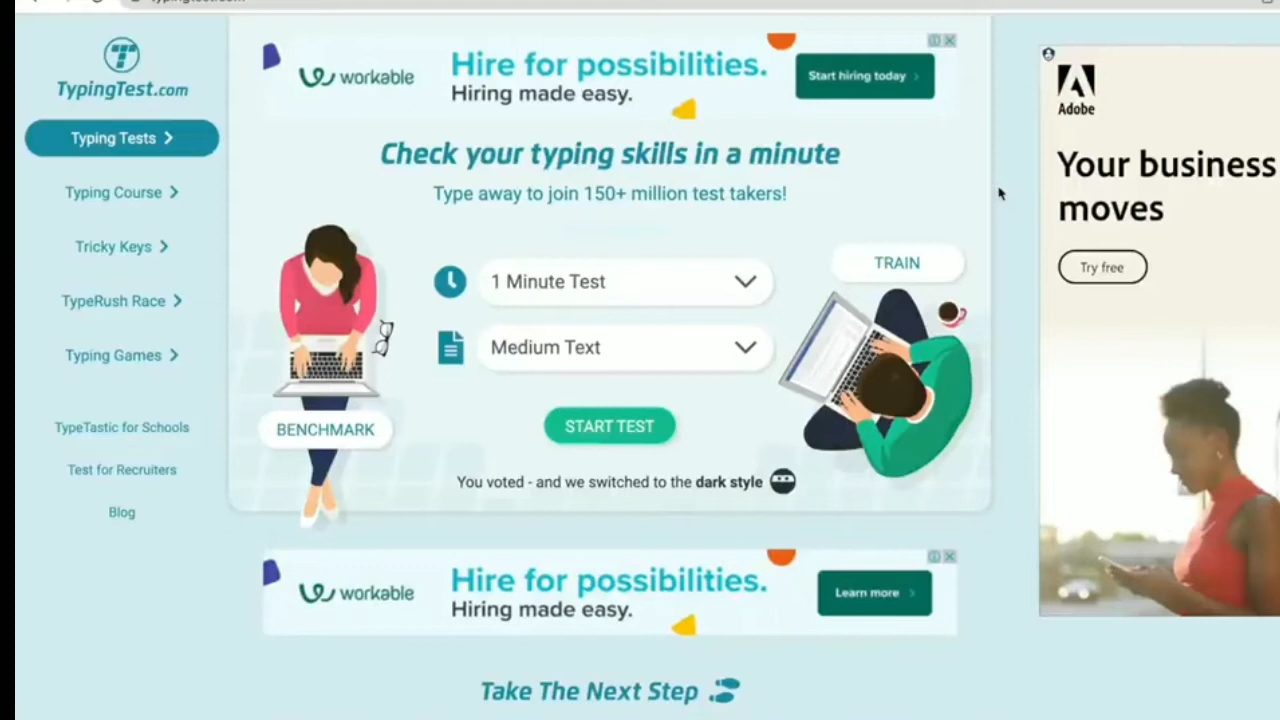 TypingTest.com
Typing Tests
Typing Course
Tricky Keys
TypeRush Race
Typing Games
TypeTastic for Schools
Test for Recruiters
Blog
workable
Hire for possibilities.
Hiring made easy.
Start hiring today
Check your typing skills in a minute
Type away to join 150+ million test takers!
1 Minute Test
Medium Text
START TEST
BENCHMARK
TRAIN
You voted - and we switched to the dark style
workable
Hire for possibilities.
Hiring made easy.
Learn more
Take The Next Step
Adobe
Your business
moves
Try free